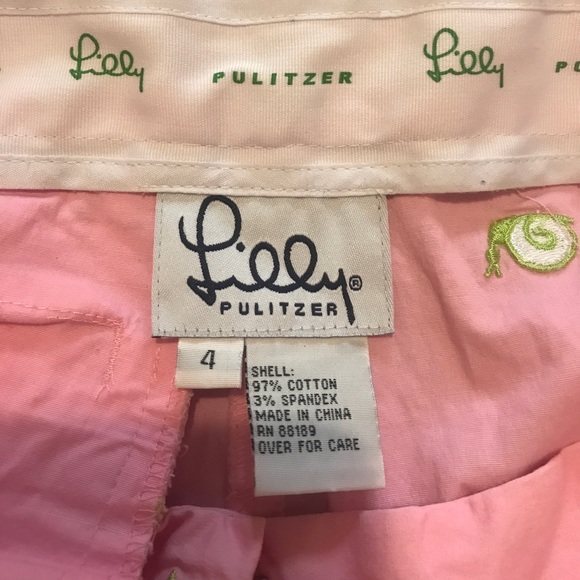 Lilly PULITZER Lilly PU
Lilly®
PULITZER
4
SHELL:
97% COTTON
3% SPANDEX
MADE IN CHINA
RN 88189
OVER FOR CARE